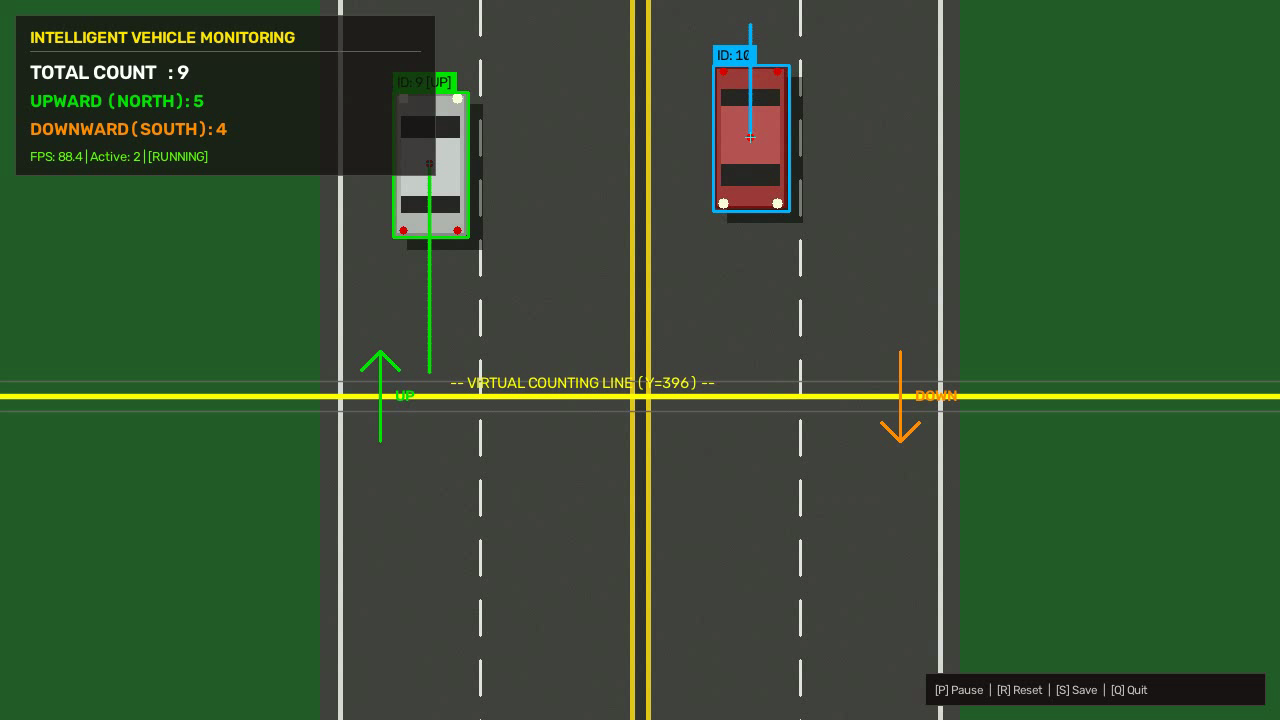 INTELLIGENT VEHICLE MONITORING
TOTAL COUNT : 9
UPWARD (NORTH): 5
DOWNWARD(SOUTH): 4
FPS: 88.4 | Active: 2 | [RUNNING]
ID: 9 [UP]
ID: 10
-- VIRTUAL COUNTING LINE (Y=396) --
UP
DOWN
[P] Pause | [R] Reset | [S] Save | [Q] Quit